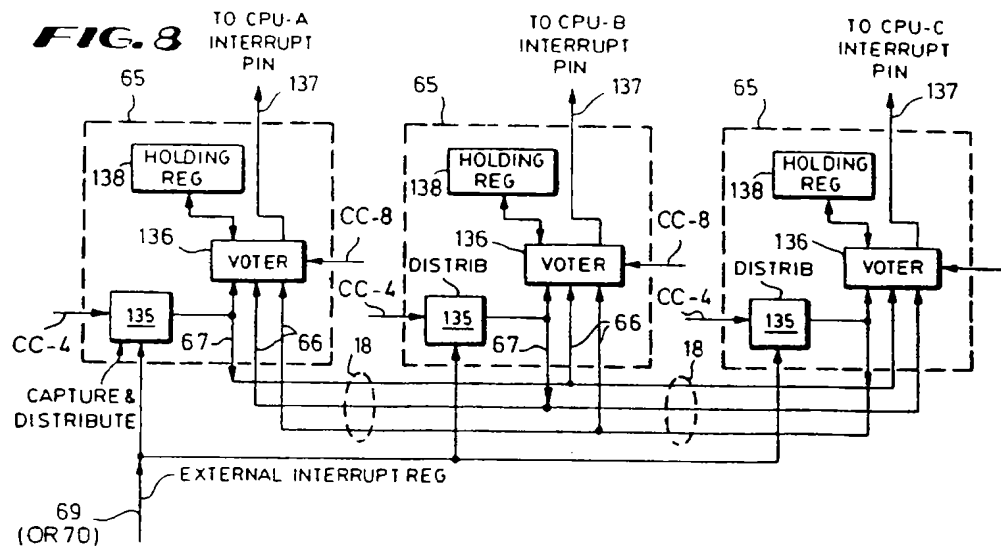 FIG. 8
TO CPU-A
INTERRUPT
PIN
TO CPU-B
INTERRUPT
PIN
TO CPU-C
INTERRUPT
PIN
65
137
65
137
65
137
HOLDING
REG
138
HOLDING
REG
138
HOLDING
REG
138
CC-8
CC-8
136
VOTER
136
VOTER
136
VOTER
DISTRIB
DISTRIB
CC-4
CC-4
CC-4
135
135
135
67
66
67
66
18
18
CAPTURE &
DISTRIBUTE
EXTERNAL INTERRUPT REG
69
(OR 70)